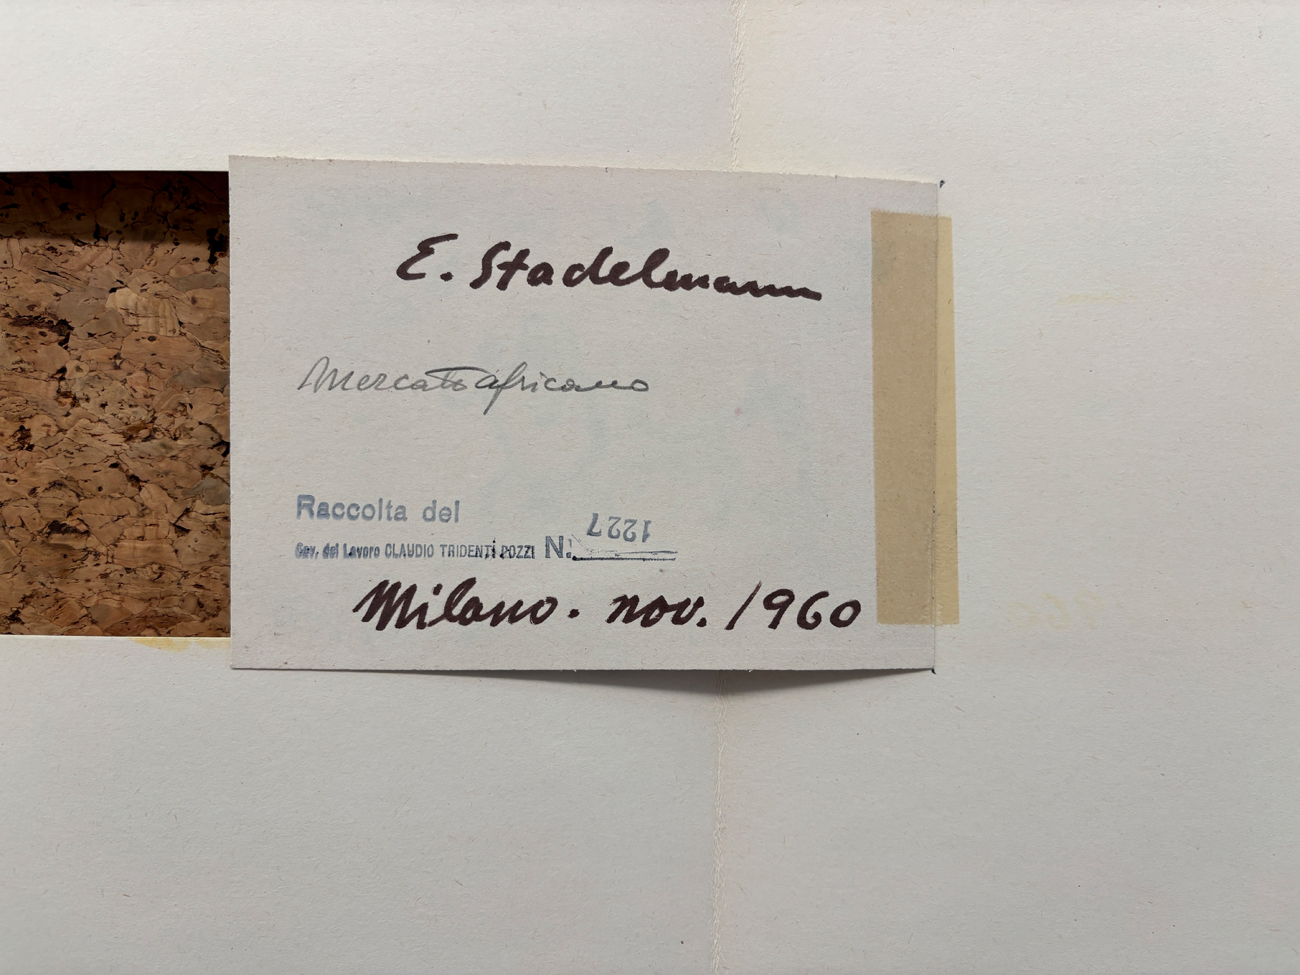 E. Stadelmann
Mercato africano
Raccolta del
Cav. del Lavoro CLAUDIO TRIDENTI POZZI N. 1227
Milano. nov. 1960